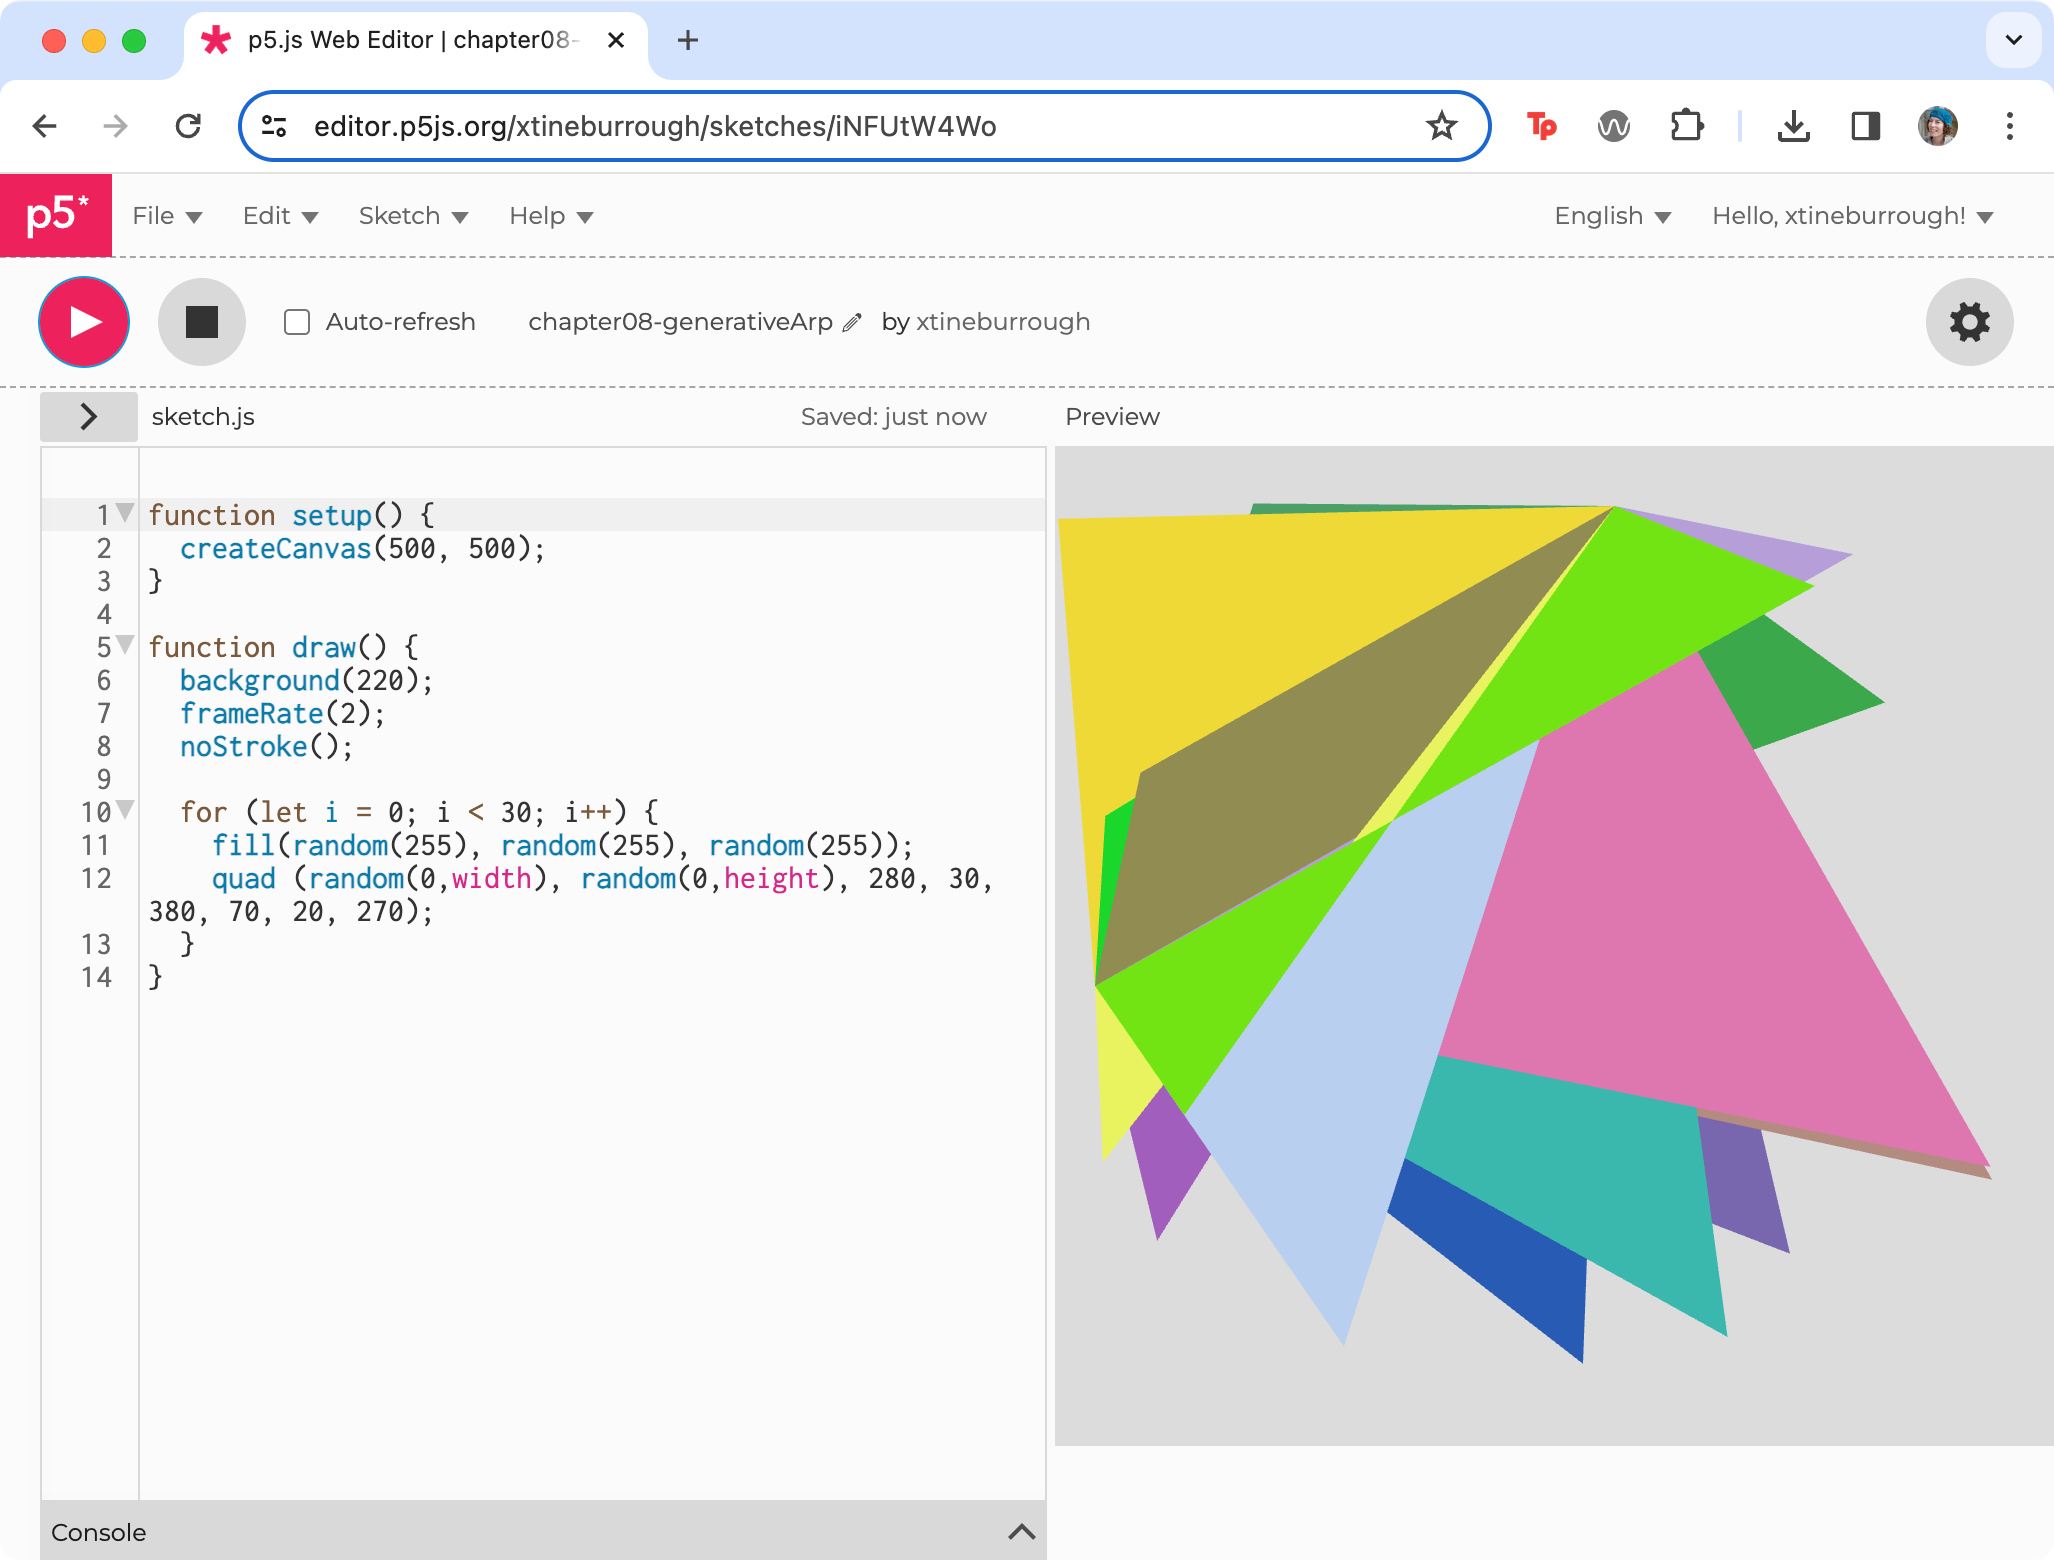 p5.js Web Editor | chapter08-
editor.p5js.org/xtineburrough/sketches/iNFUtW4Wo
Tp
p5*
File Edit Sketch Help English Hello, xtineburrough!
Auto-refresh chapter08-generativeArp by xtineburrough
sketch.js Saved: just now Preview
1 function setup() {
2 createCanvas(500, 500);
3 }
4
5 function draw() {
6 background(220);
7 frameRate(2);
8 noStroke();
9
10 for (let i = 0; i < 30; i++) {
11 fill(random(255), random(255), random(255));
12 quad (random(0,width), random(0,height), 280, 30,
380, 70, 20, 270);
13 }
14 }
Console